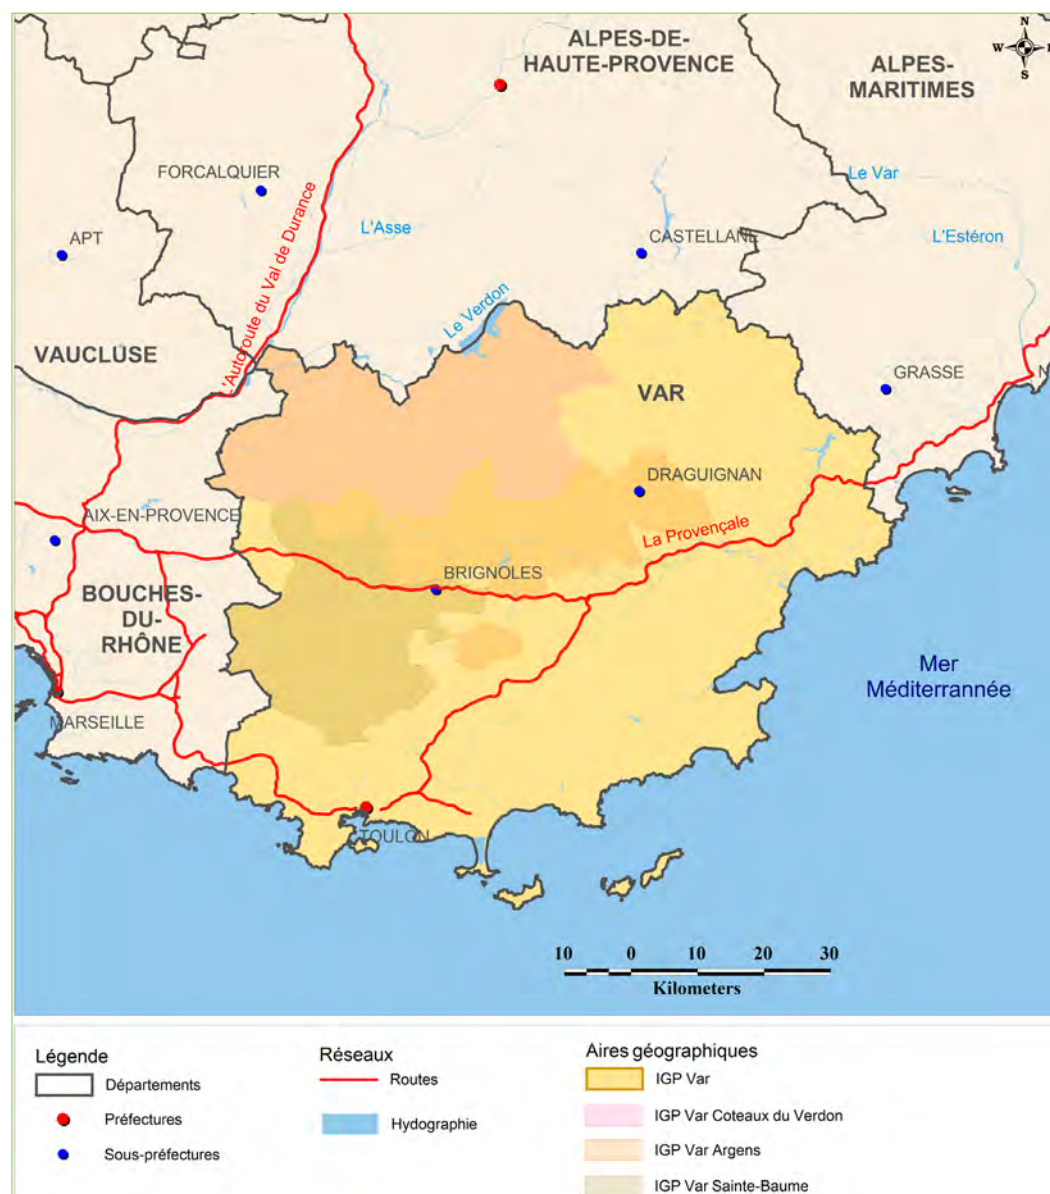 ALPES-DE-
HAUTE-PROVENCE
ALPES-
MARITIMES
N
W
E
S
FORCALQUIER
Le Var
L'Asse
L'Estéron
APT
CASTELLANE
L'Autoroute du Val de Durance
Le Verdon
VAUCLUSE
GRASSE
N
VAR
DRAGUIGNAN
AIX-EN-PROVENCE
La Provençale
BRIGNOLES
BOUCHES-
DU-
RHÔNE
Mer
Méditerrannée
MARSEILLE
TOULON
10 0 10 20 30
Kilometers
Légende
Départements
Préfectures
Sous-préfectures
Réseaux
Routes
Hydographie
Aires géographiques
IGP Var
IGP Var Coteaux du Verdon
IGP Var Argens
IGP Var Sainte-Baume